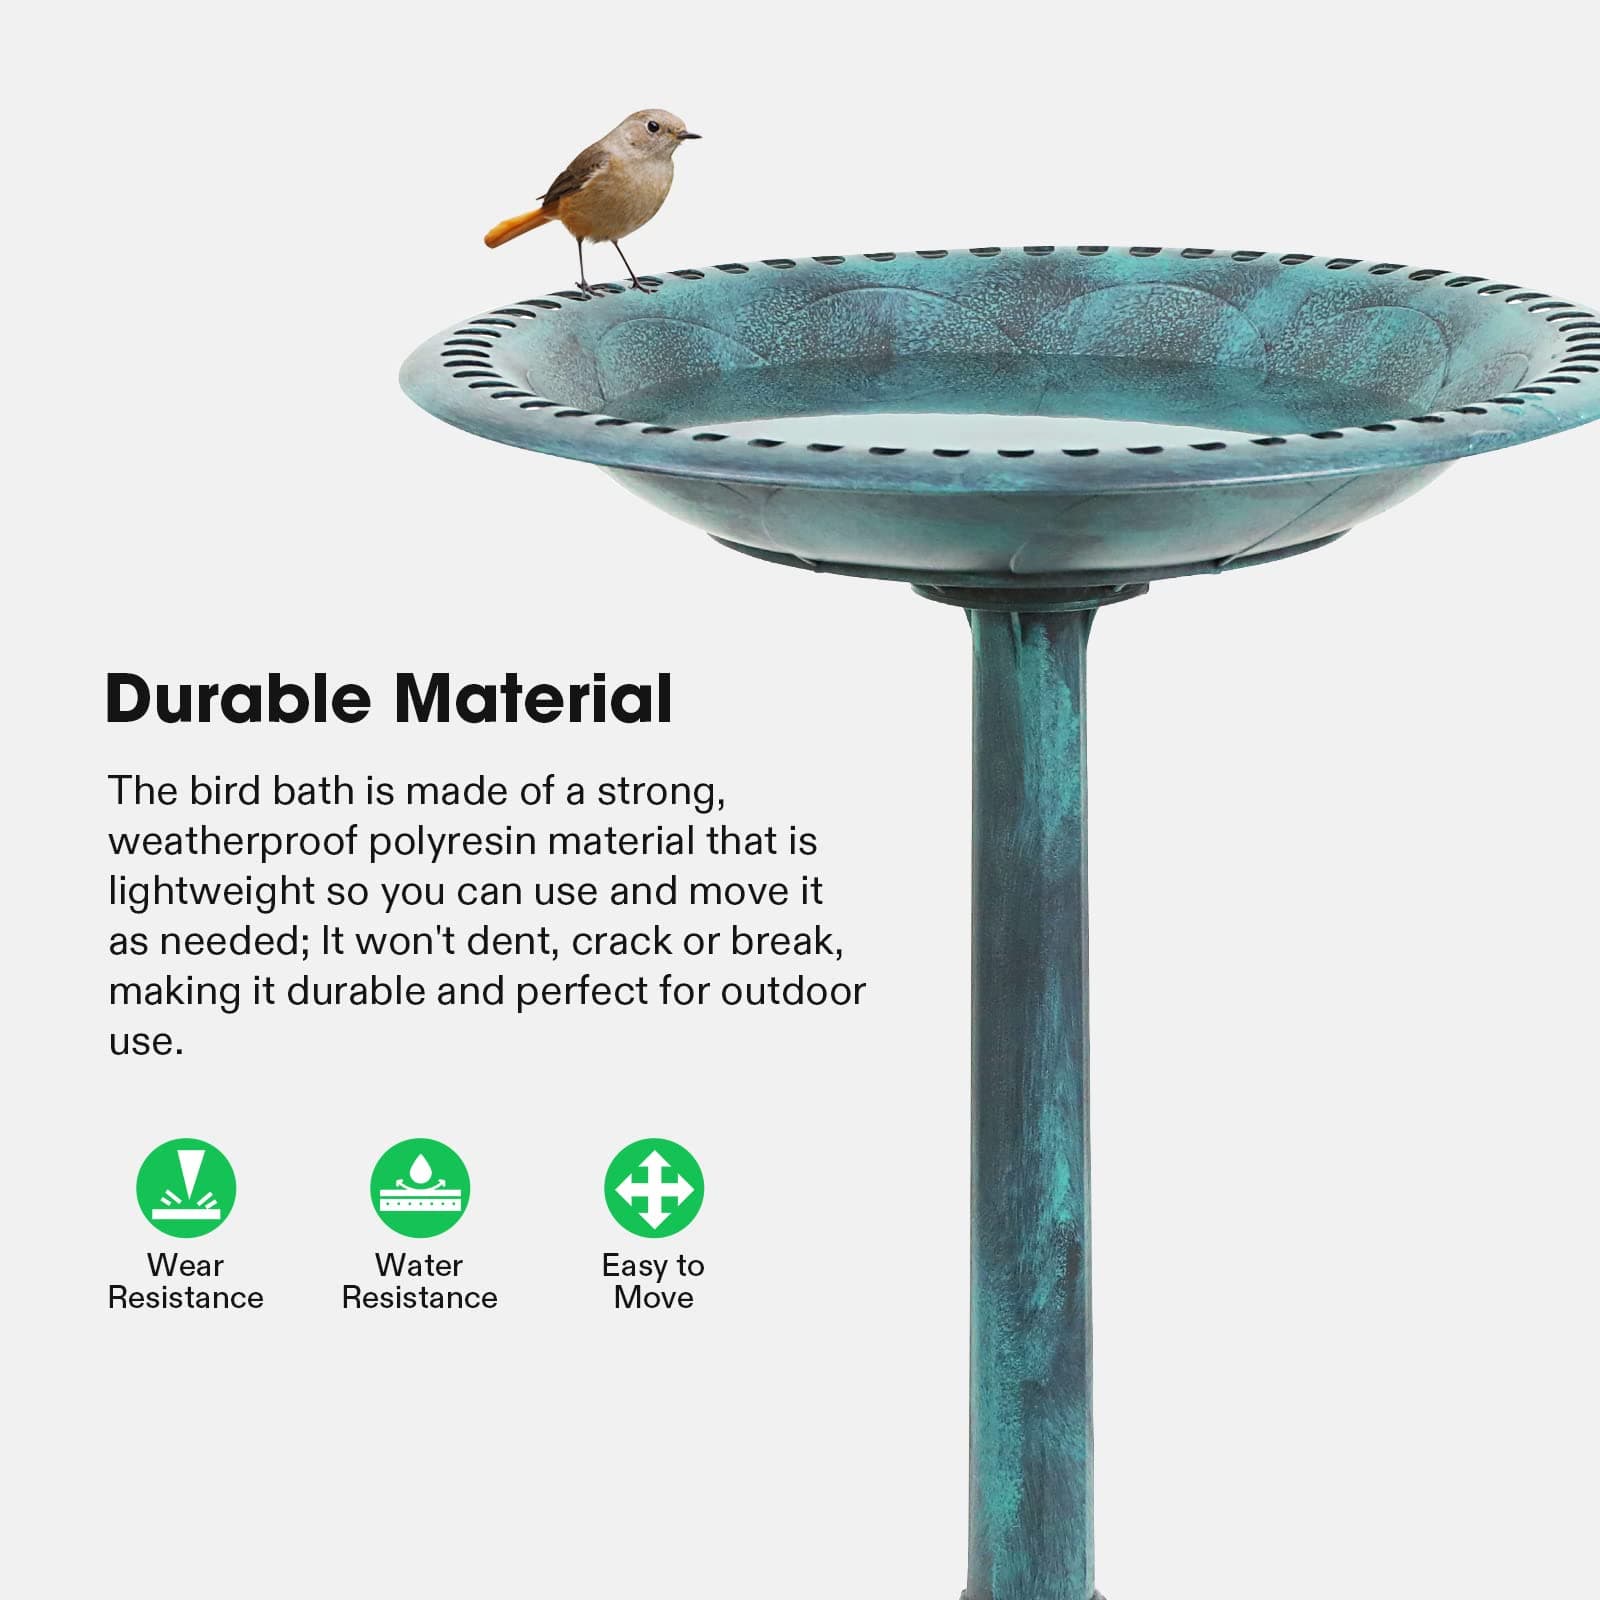 Durable Material
The bird bath is made of a strong,
weatherproof polyresin material that is
lightweight so you can use and move it
as needed; It won't dent, crack or break,
making it durable and perfect for outdoor
use.
Wear
Resistance
Water
Resistance
Easy to
Move